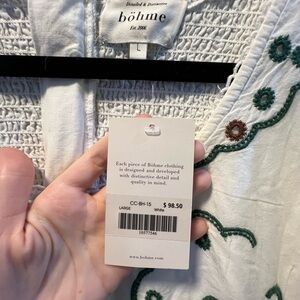 Detailed & Distinctive
böhme
Est. 2006
L
Each piece of Böhme clothing
is designed and developed
with distinctive detail and
quality in mind.
CC-BH-15
$ 98.50
LARGE
White
www.bohme.com